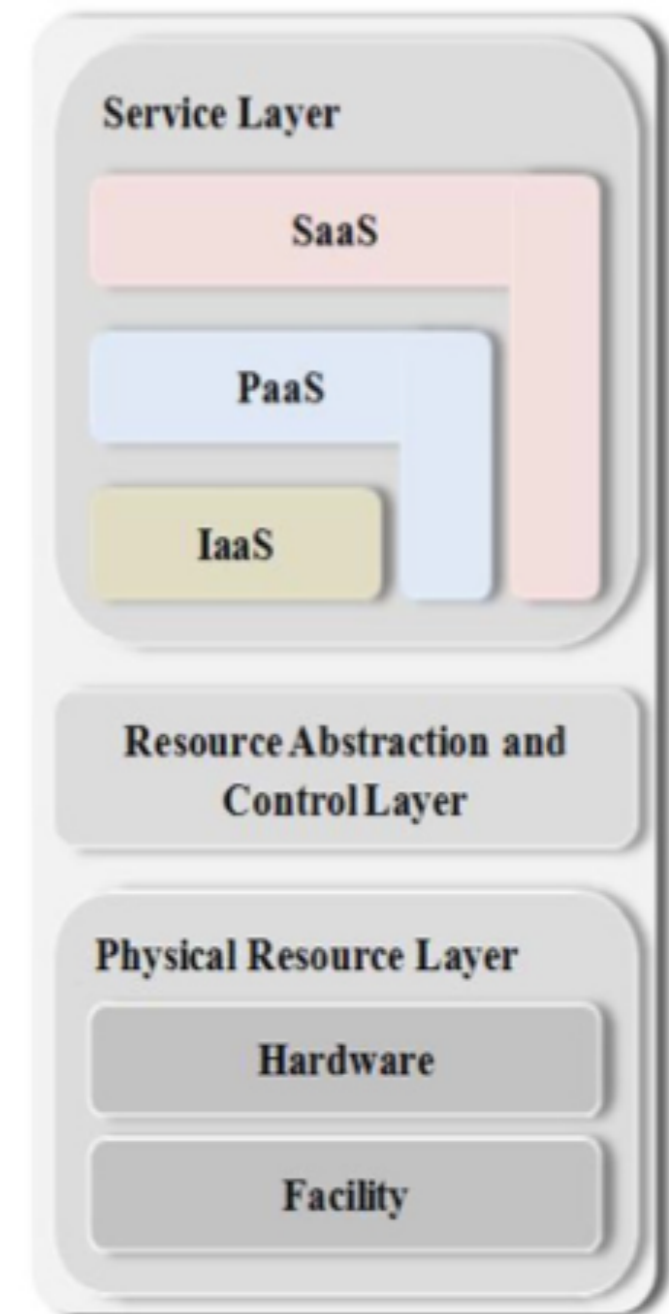 Service Layer
SaaS
PaaS
IaaS
Resource Abstraction and
Control Layer
Physical Resource Layer
Hardware
Facility